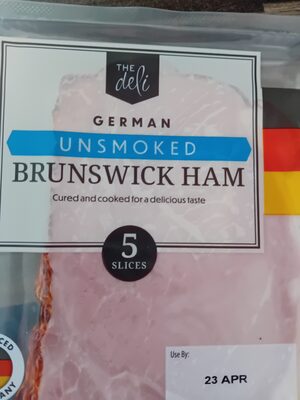 THE
deli
GERMAN
UNSMOKED
BRUNSWICK HAM
Cured and cooked for a delicious taste
5
SLICES
Use By:
23 APR